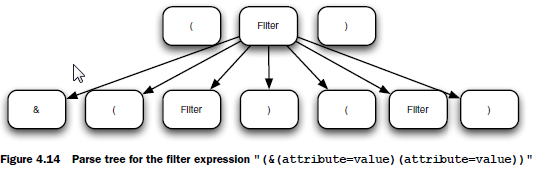 ( Filter )
& ( Filter ) ( Filter )
Figure 4.14 Parse tree for the filter expression "(&(attribute=value)(attribute=value))"